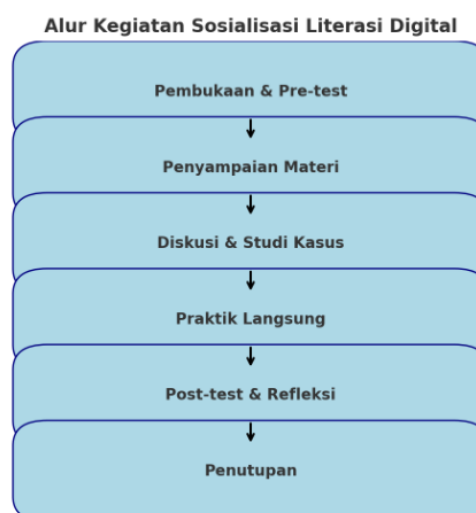 Alur Kegiatan Sosialisasi Literasi Digital
Pembukaan & Pre-test
Penyampaian Materi
Diskusi & Studi Kasus
Praktik Langsung
Post-test & Refleksi
Penutupan